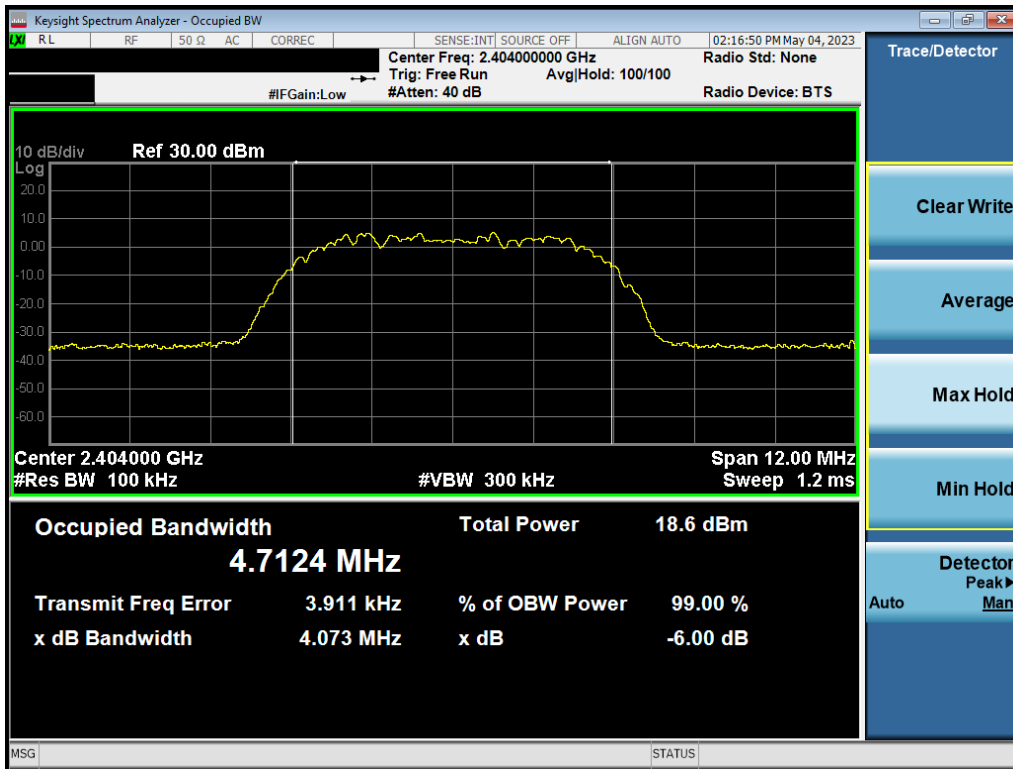 Keysight Spectrum Analyzer - Occupied BW
LXI RL RF 50 Ω AC CORREC SENSE:INT SOURCE OFF ALIGN AUTO 02:16:50 PM May 04, 2023
Center Freq: 2.404000000 GHz Radio Std: None
Trig: Free Run Avg|Hold: 100/100
#IFGain:Low #Atten: 40 dB Radio Device: BTS
10 dB/div Ref 30.00 dBm
Log
20.0
10.0
0.00
-10.0
-20.0
-30.0
-40.0
-50.0
-60.0
Center 2.404000 GHz Span 12.00 MHz
#Res BW 100 kHz #VBW 300 kHz Sweep 1.2 ms
Occupied Bandwidth Total Power 18.6 dBm
4.7124 MHz
Transmit Freq Error 3.911 kHz % of OBW Power 99.00 %
x dB Bandwidth 4.073 MHz x dB -6.00 dB
Trace/Detector
Clear Write
Average
Max Hold
Min Hold
Detector
Peak▶
Auto Man
MSG STATUS